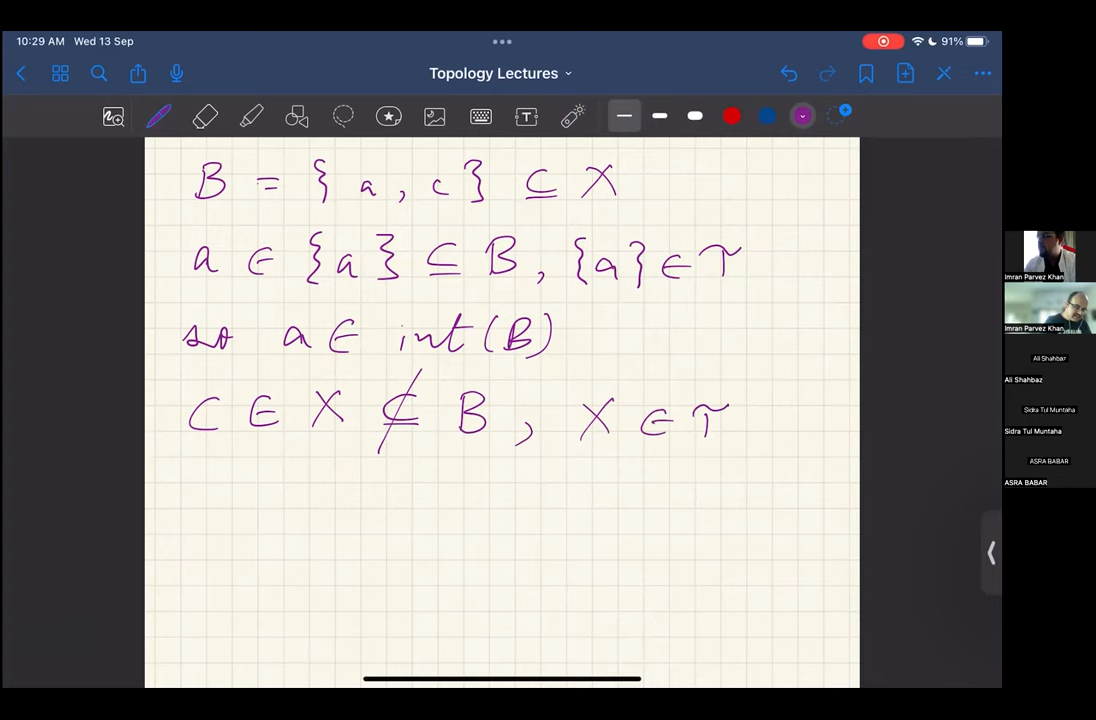 10:29 AM Wed 13 Sep
91%
Topology Lectures
B = { a , c } ⊆ X
a ∈ {a} ⊆ B, {a} ∈ τ
so a ∈ int(B)
C ∈ X ⊈ B, X ∈ τ
Imran Parvez Khan
Imran Parvez Khan
Ali Shahbaz
Ali Shahbaz
Sidra Tul Muntaha
Sidra Tul Muntaha
ASRA BABAR
ASRA BABAR